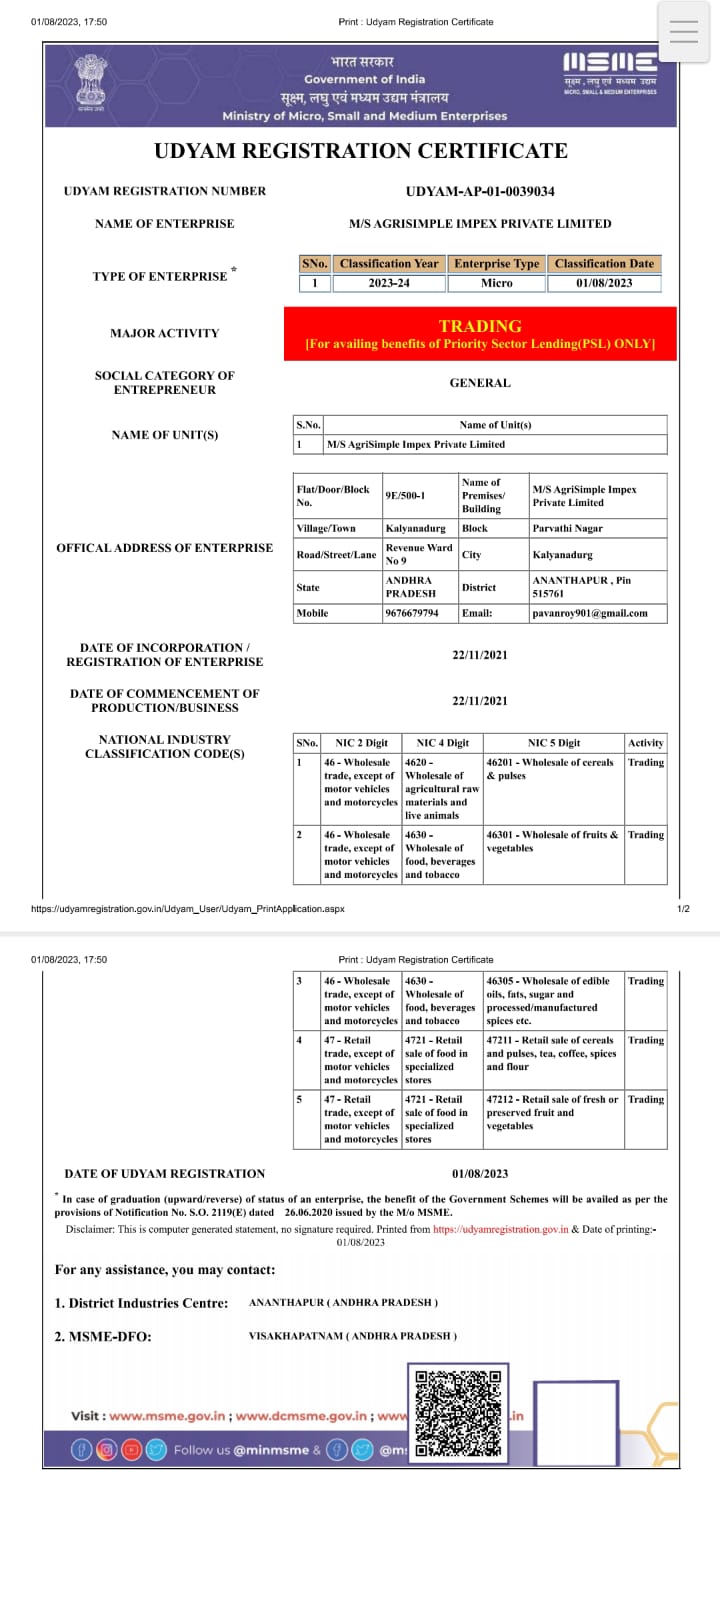 01/08/2023, 17:50 Print : Udyam Registration Certificate
भारत सरकार
Government of India
सूक्ष्म, लघु एवं मध्यम उद्यम मंत्रालय
Ministry of Micro, Small and Medium Enterprises
MSME
सूक्ष्म, लघु एवं मध्यम उद्यम
MICRO, SMALL & MEDIUM ENTERPRISES
UDYAM REGISTRATION CERTIFICATE
UDYAM REGISTRATION NUMBER UDYAM-AP-01-0039034
NAME OF ENTERPRISE M/S AGRISIMPLE IMPEX PRIVATE LIMITED
TYPE OF ENTERPRISE *
SNo. Classification Year Enterprise Type Classification Date
1 2023-24 Micro 01/08/2023
MAJOR ACTIVITY
TRADING
[For availing benefits of Priority Sector Lending(PSL) ONLY]
SOCIAL CATEGORY OF
ENTREPRENEUR
GENERAL
NAME OF UNIT(S)
S.No. Name of Unit(s)
1 M/S AgriSimple Impex Private Limited
OFFICAL ADDRESS OF ENTERPRISE
Flat/Door/Block
No.
9E/500-1
Name of
Premises/
Building
M/S AgriSimple Impex
Private Limited
Village/Town Kalyanadurg Block Parvathi Nagar
Road/Street/Lane
Revenue Ward
No 9
City Kalyanadurg
State
ANDHRA
PRADESH
District
ANANTHAPUR , Pin
515761
Mobile 9676679794 Email: pavanroy901@gmail.com
DATE OF INCORPORATION /
REGISTRATION OF ENTERPRISE
22/11/2021
DATE OF COMMENCEMENT OF
PRODUCTION/BUSINESS
22/11/2021
NATIONAL INDUSTRY
CLASSIFICATION CODE(S)
SNo. NIC 2 Digit NIC 4 Digit NIC 5 Digit Activity
1
46 - Wholesale
trade, except of
motor vehicles
and motorcycles
4620 -
Wholesale of
agricultural raw
materials and
live animals
46201 - Wholesale of cereals
& pulses
Trading
2
46 - Wholesale
trade, except of
motor vehicles
and motorcycles
4630 -
Wholesale of
food, beverages
and tobacco
46301 - Wholesale of fruits &
vegetables
Trading
https://udyamregistration.gov.in/Udyam_User/Udyam_PrintApplication.aspx 1/2
01/08/2023, 17:50 Print : Udyam Registration Certificate
3
46 - Wholesale
trade, except of
motor vehicles
and motorcycles
4630 -
Wholesale of
food, beverages
and tobacco
46305 - Wholesale of edible
oils, fats, sugar and
processed/manufactured
spices etc.
Trading
4
47 - Retail
trade, except of
motor vehicles
and motorcycles
4721 - Retail
sale of food in
specialized
stores
47211 - Retail sale of cereals
and pulses, tea, coffee, spices
and flour
Trading
5
47 - Retail
trade, except of
motor vehicles
and motorcycles
4721 - Retail
sale of food in
specialized
stores
47212 - Retail sale of fresh or
preserved fruit and
vegetables
Trading
DATE OF UDYAM REGISTRATION 01/08/2023
* In case of graduation (upward/reverse) of status of an enterprise, the benefit of the Government Schemes will be availed as per the
provisions of Notification No. S.O. 2119(E) dated 26.06.2020 issued by the M/o MSME.
Disclaimer: This is computer generated statement, no signature required. Printed from https://udyamregistration.gov.in & Date of printing:-
01/08/2023
For any assistance, you may contact:
1. District Industries Centre: ANANTHAPUR ( ANDHRA PRADESH )
2. MSME-DFO: VISAKHAPATNAM ( ANDHRA PRADESH )
Visit : www.msme.gov.in ; www.dcmsme.gov.in ; www .in
Follow us @minmsme & @ms